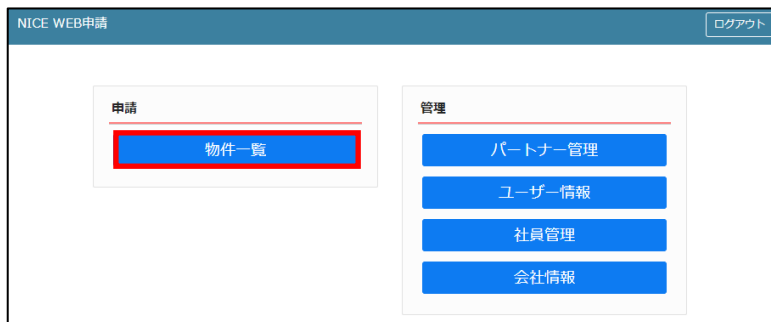 NICE WEB申請
ログアウト
申請
物件一覧
管理
パートナー管理
ユーザー情報
社員管理
会社情報